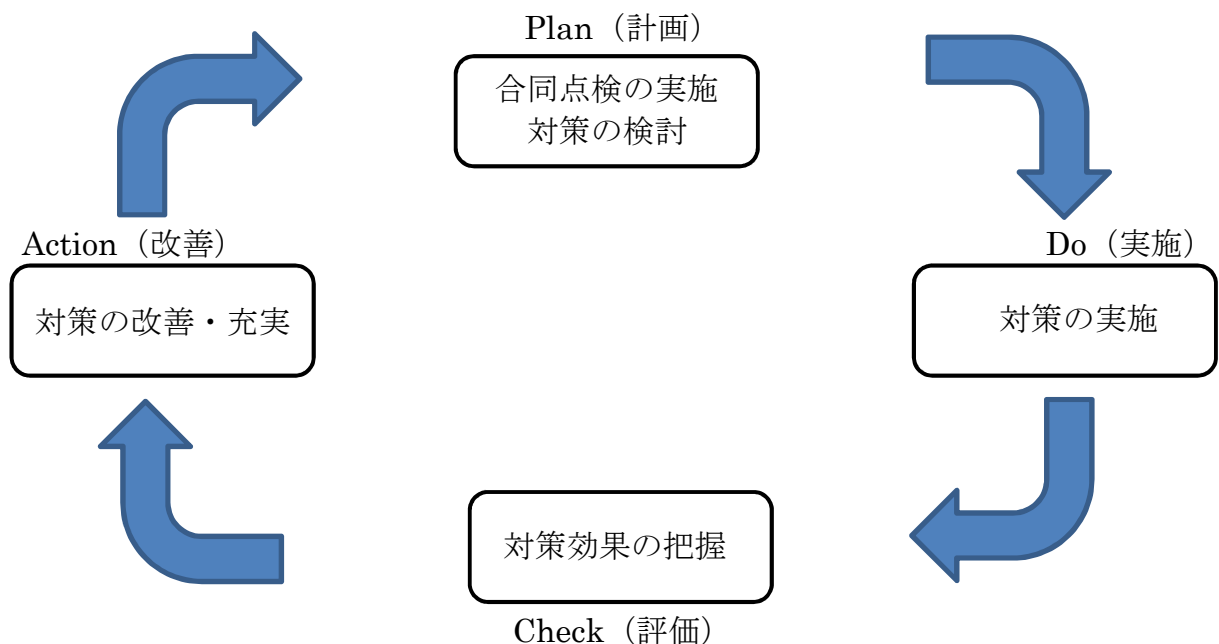 Plan（計画）
合同点検の実施
対策の検討
Action（改善）
対策の改善・充実
Do（実施）
対策の実施
対策効果の把握
Check（評価）